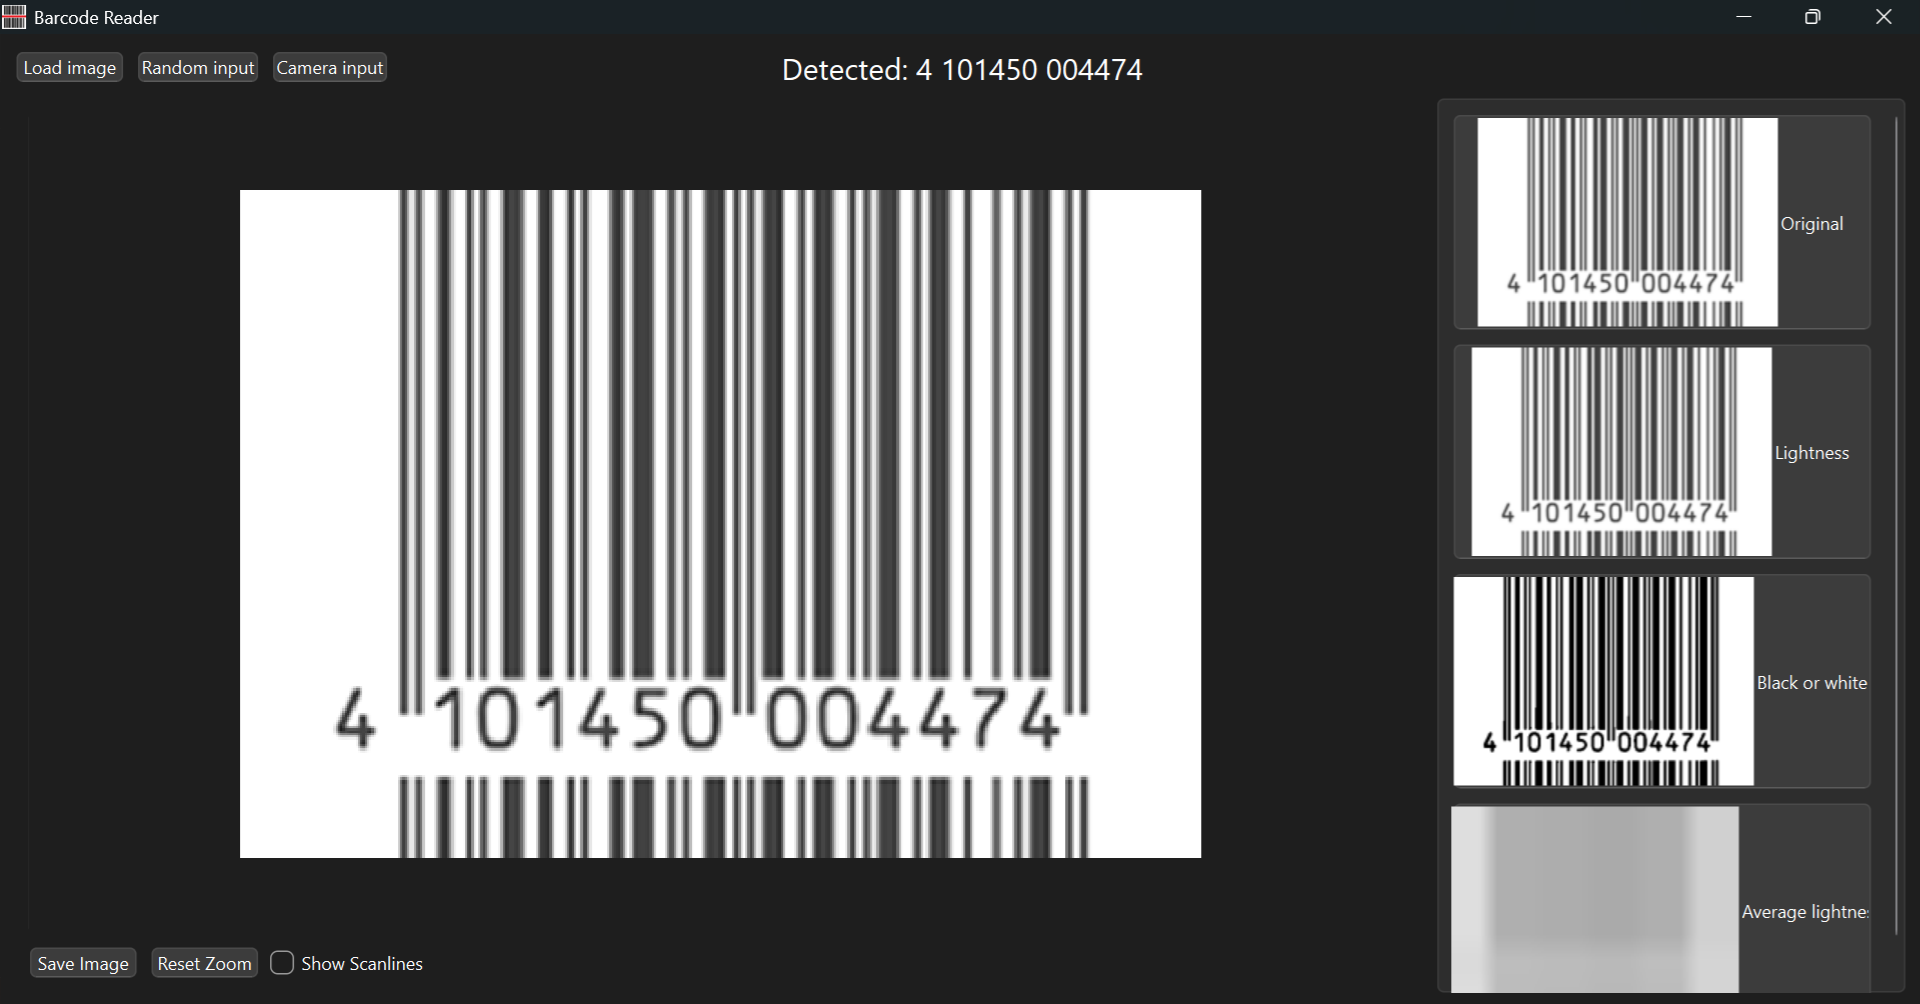 Barcode Reader
Load image Random input Camera input
Detected: 4 101450 004474
4 101450 004474
4 101450 004474
Original
4 101450 004474
Lightness
4 101450 004474
Black or white
Average lightne
Save Image Reset Zoom Show Scanlines